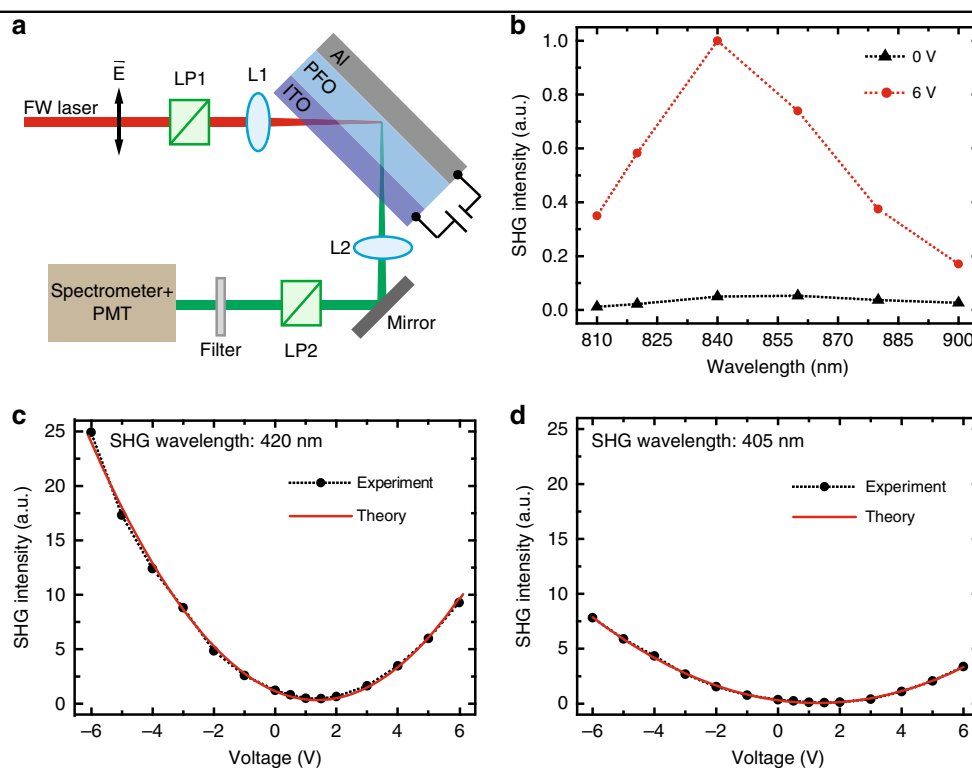 a
E
FW laser
LP1
L1
ITO
PFO
Al
L2
Spectrometer+
PMT
Filter
LP2
Mirror
b
SHG intensity (a.u.)
1.0
0.8
0.6
0.4
0.2
0.0
0 V
6 V
810 825 840 855 870 885 900
Wavelength (nm)
c
SHG intensity (a.u.)
25
20
15
10
5
0
SHG wavelength: 420 nm
Experiment
Theory
−6 −4 −2 0 2 4 6
Voltage (V)
d
SHG intensity (a.u.)
25
20
15
10
5
0
SHG wavelength: 405 nm
Experiment
Theory
−6 −4 −2 0 2 4 6
Voltage (V)